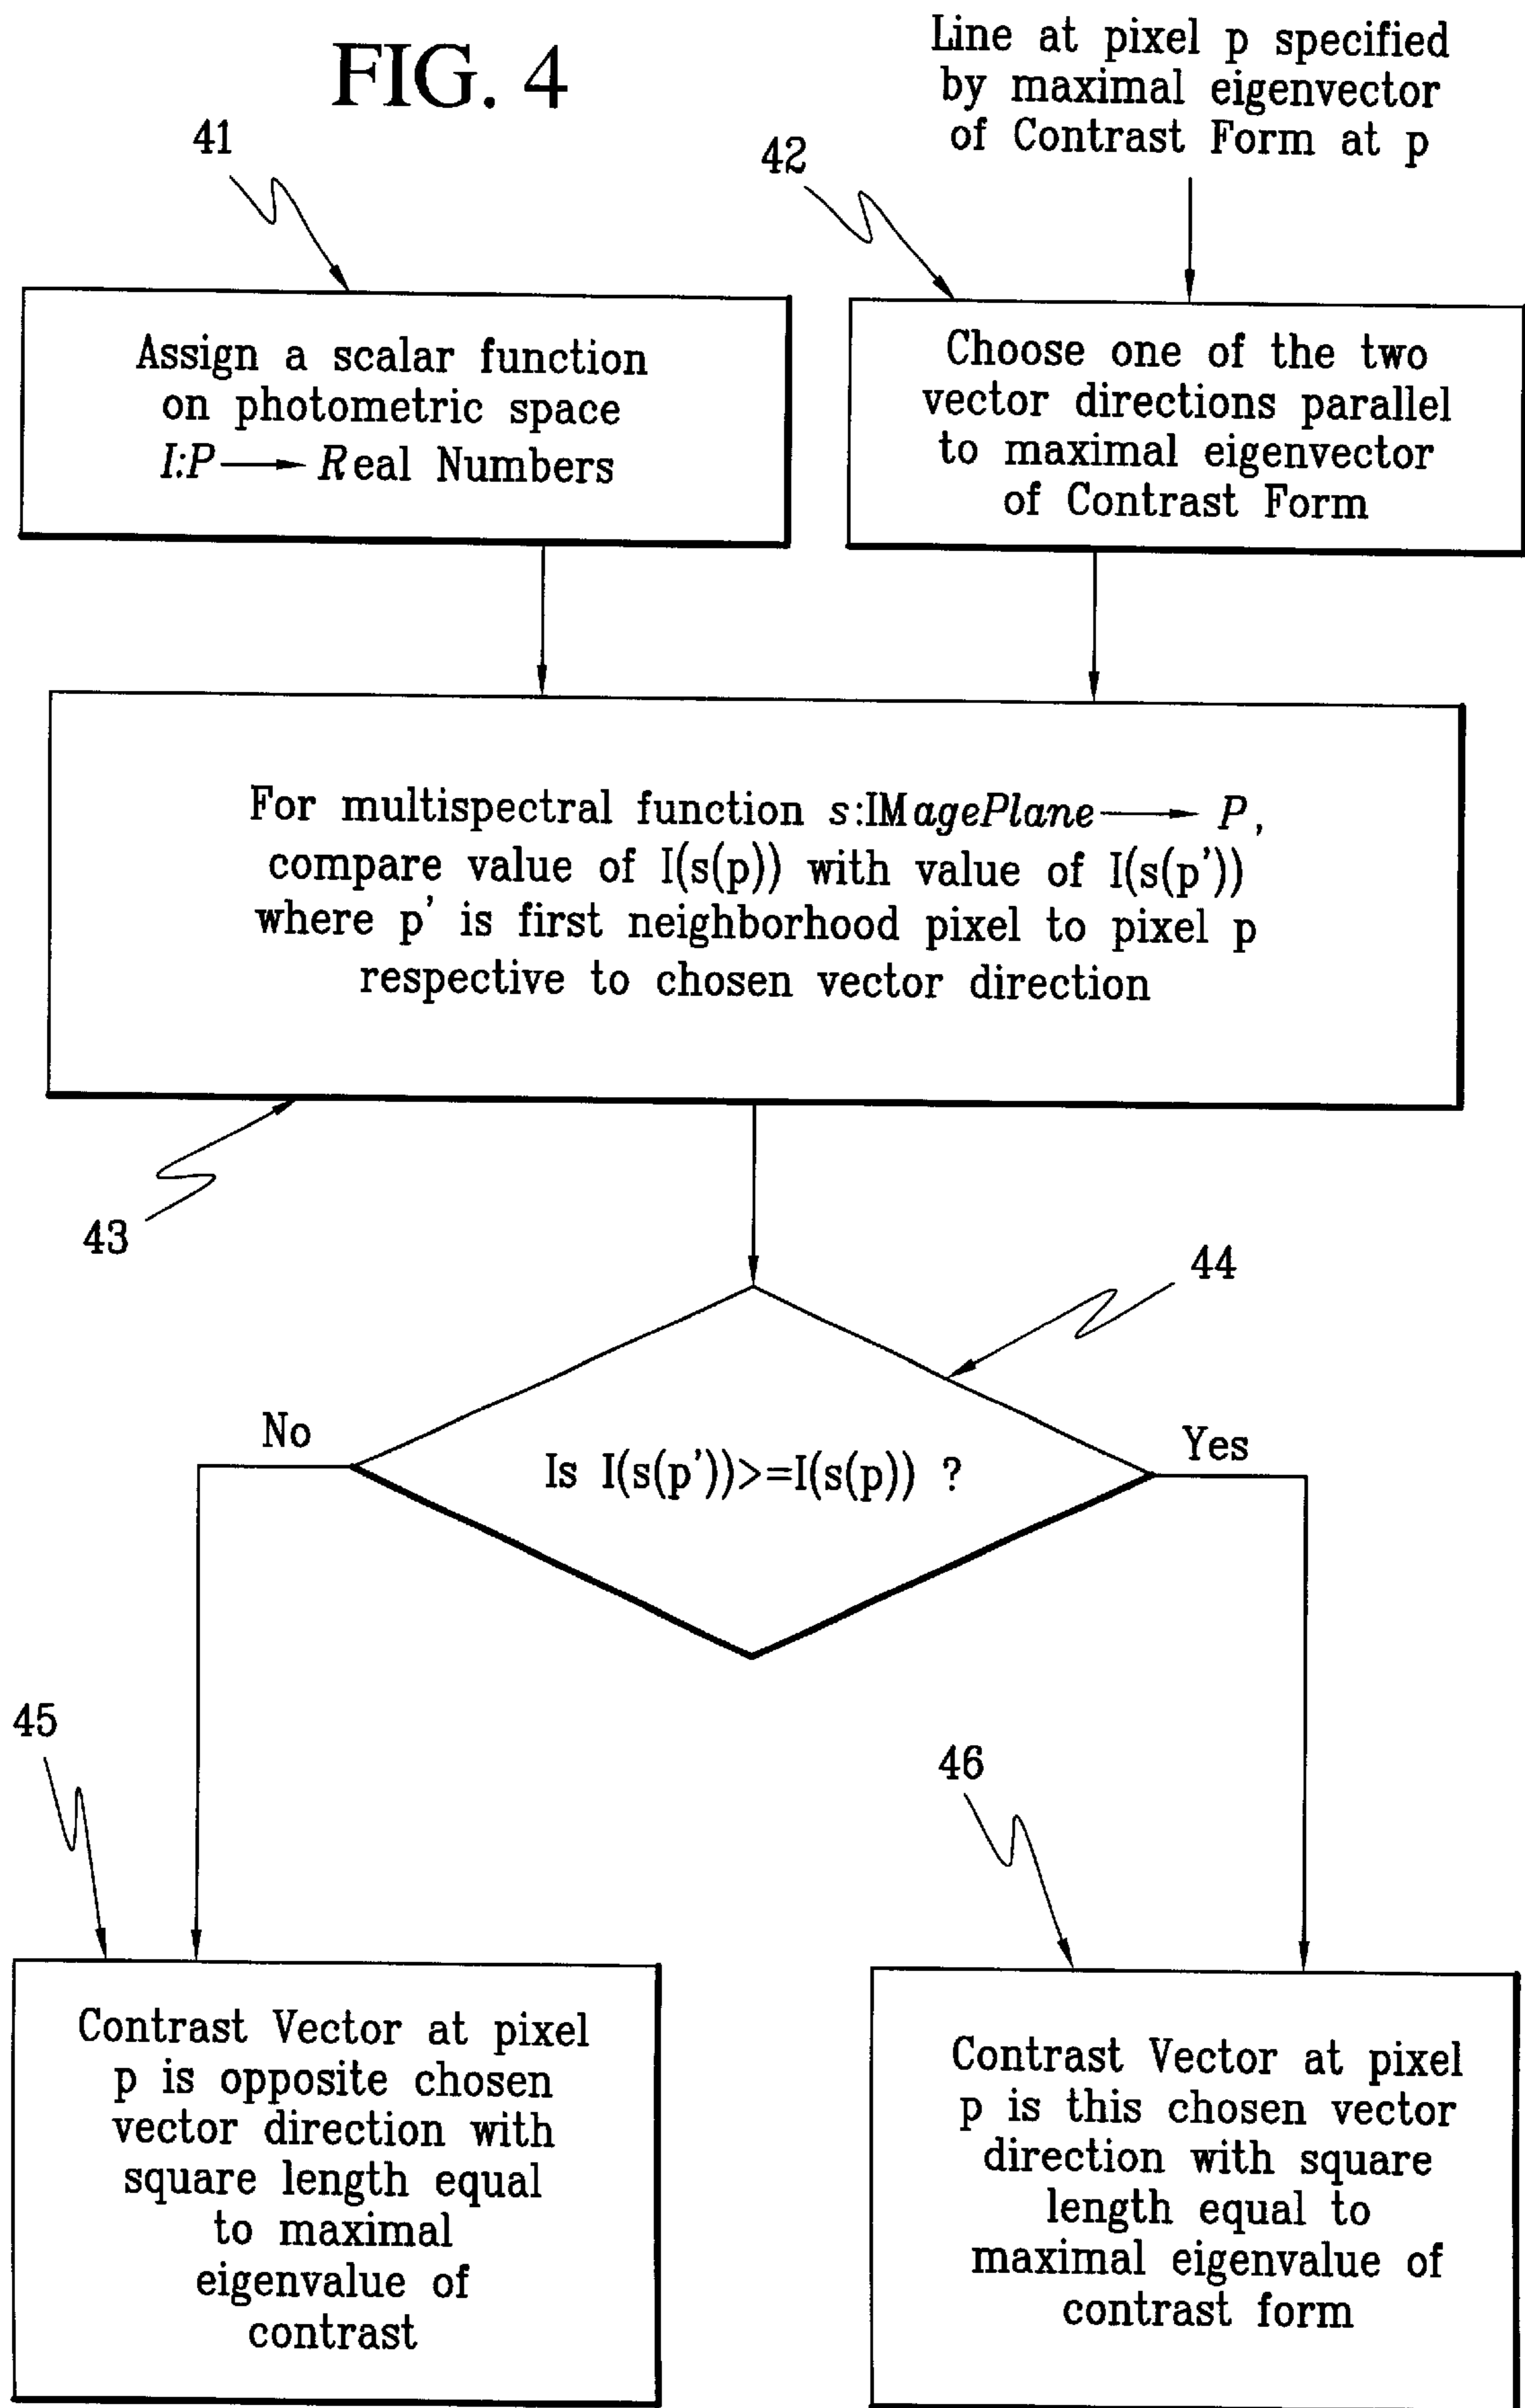 FIG. 4
Line at pixel p specified
by maximal eigenvector
of Contrast Form at p
41
42
Assign a scalar function
on photometric space
I:P → Real Numbers
Choose one of the two
vector directions parallel
to maximal eigenvector
of Contrast Form
For multispectral function s:IMagePlane → P,
compare value of I(s(p)) with value of I(s(p'))
where p' is first neighborhood pixel to pixel p
respective to chosen vector direction
43
44
No
Yes
Is I(s(p'))>=I(s(p)) ?
45
46
Contrast Vector at pixel
p is opposite chosen
vector direction with
square length equal
to maximal
eigenvalue of
contrast
Contrast Vector at pixel
p is this chosen vector
direction with square
length equal to
maximal eigenvalue of
contrast form